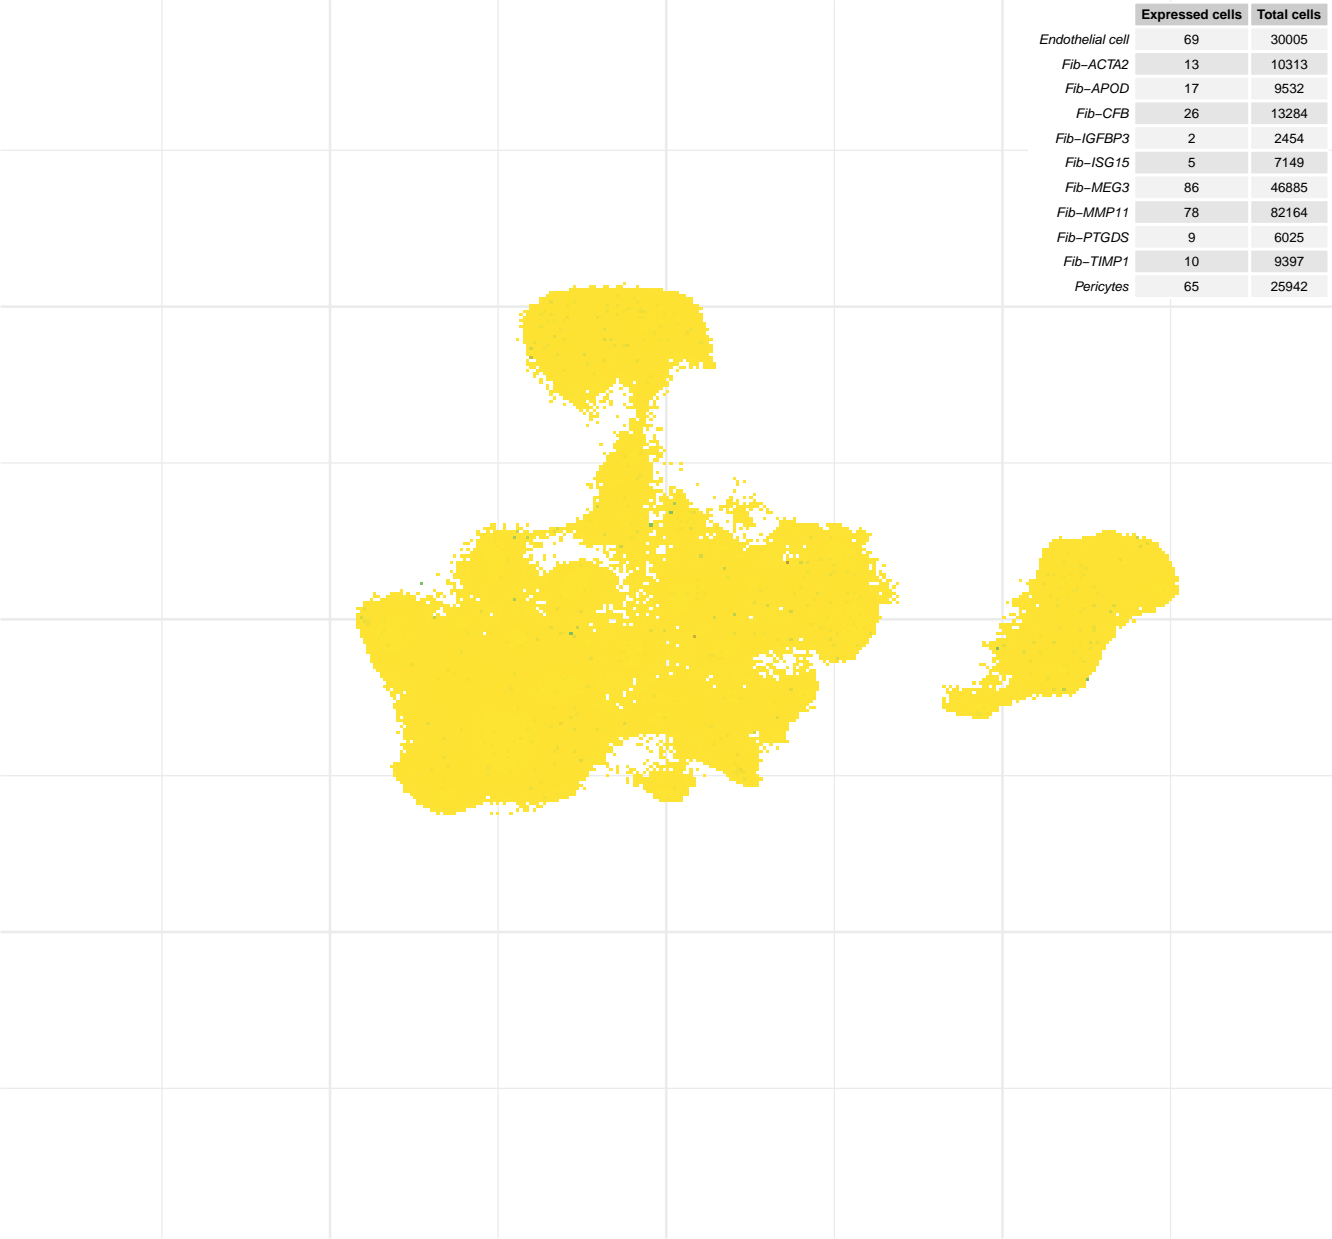 Expressed cells Total cells
Endothelial cell 69 30005
Fib−ACTA2 13 10313
Fib−APOD 17 9532
Fib−CFB 26 13284
Fib−IGFBP3 2 2454
Fib−ISG15 5 7149
Fib−MEG3 86 46885
Fib−MMP11 78 82164
Fib−PTGDS 9 6025
Fib−TIMP1 10 9397
Pericytes 65 25942